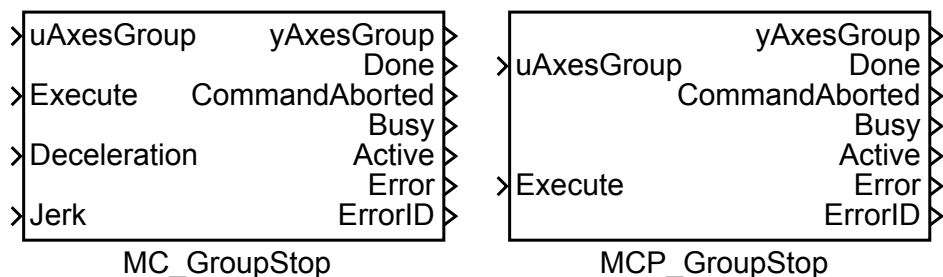 uAxesGroup yAxesGroup
Done
Execute CommandAborted
Busy
Deceleration Active
Error
Jerk ErrorID
MC_GroupStop
yAxesGroup
uAxesGroup Done
CommandAborted
Busy
Active
Execute Error
ErrorID
MCP_GroupStop